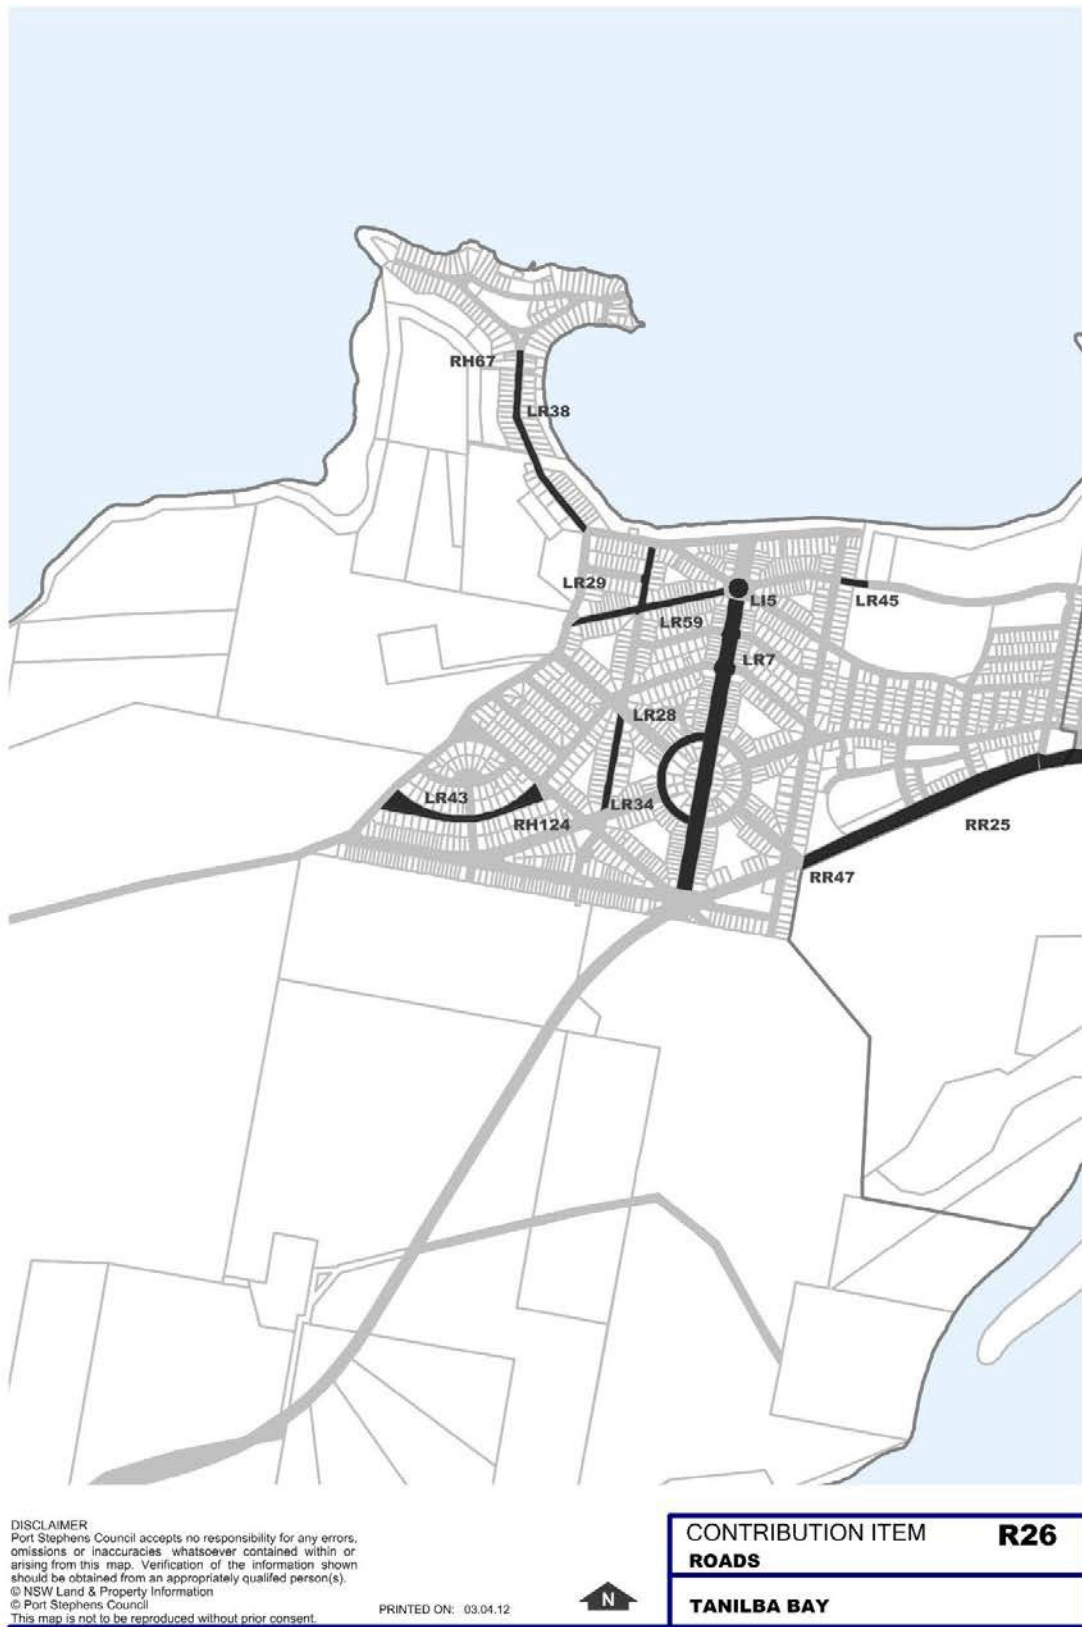 RH67
LR38
LR29
LI5
LR45
LR59
LR7
LR28
LR43
LR34
RH124
RR25
RR47
DISCLAIMER
Port Stephens Council accepts no responsibility for any errors,
omissions or inaccuracies whatsoever contained within or
arising from this map. Verification of the information shown
should be obtained from an appropriately qualifed person(s).
© NSW Land & Property Information
© Port Stephens Council
This map is not to be reproduced without prior consent.
PRINTED ON: 03.04.12
N
CONTRIBUTION ITEM R26
ROADS
TANILBA BAY